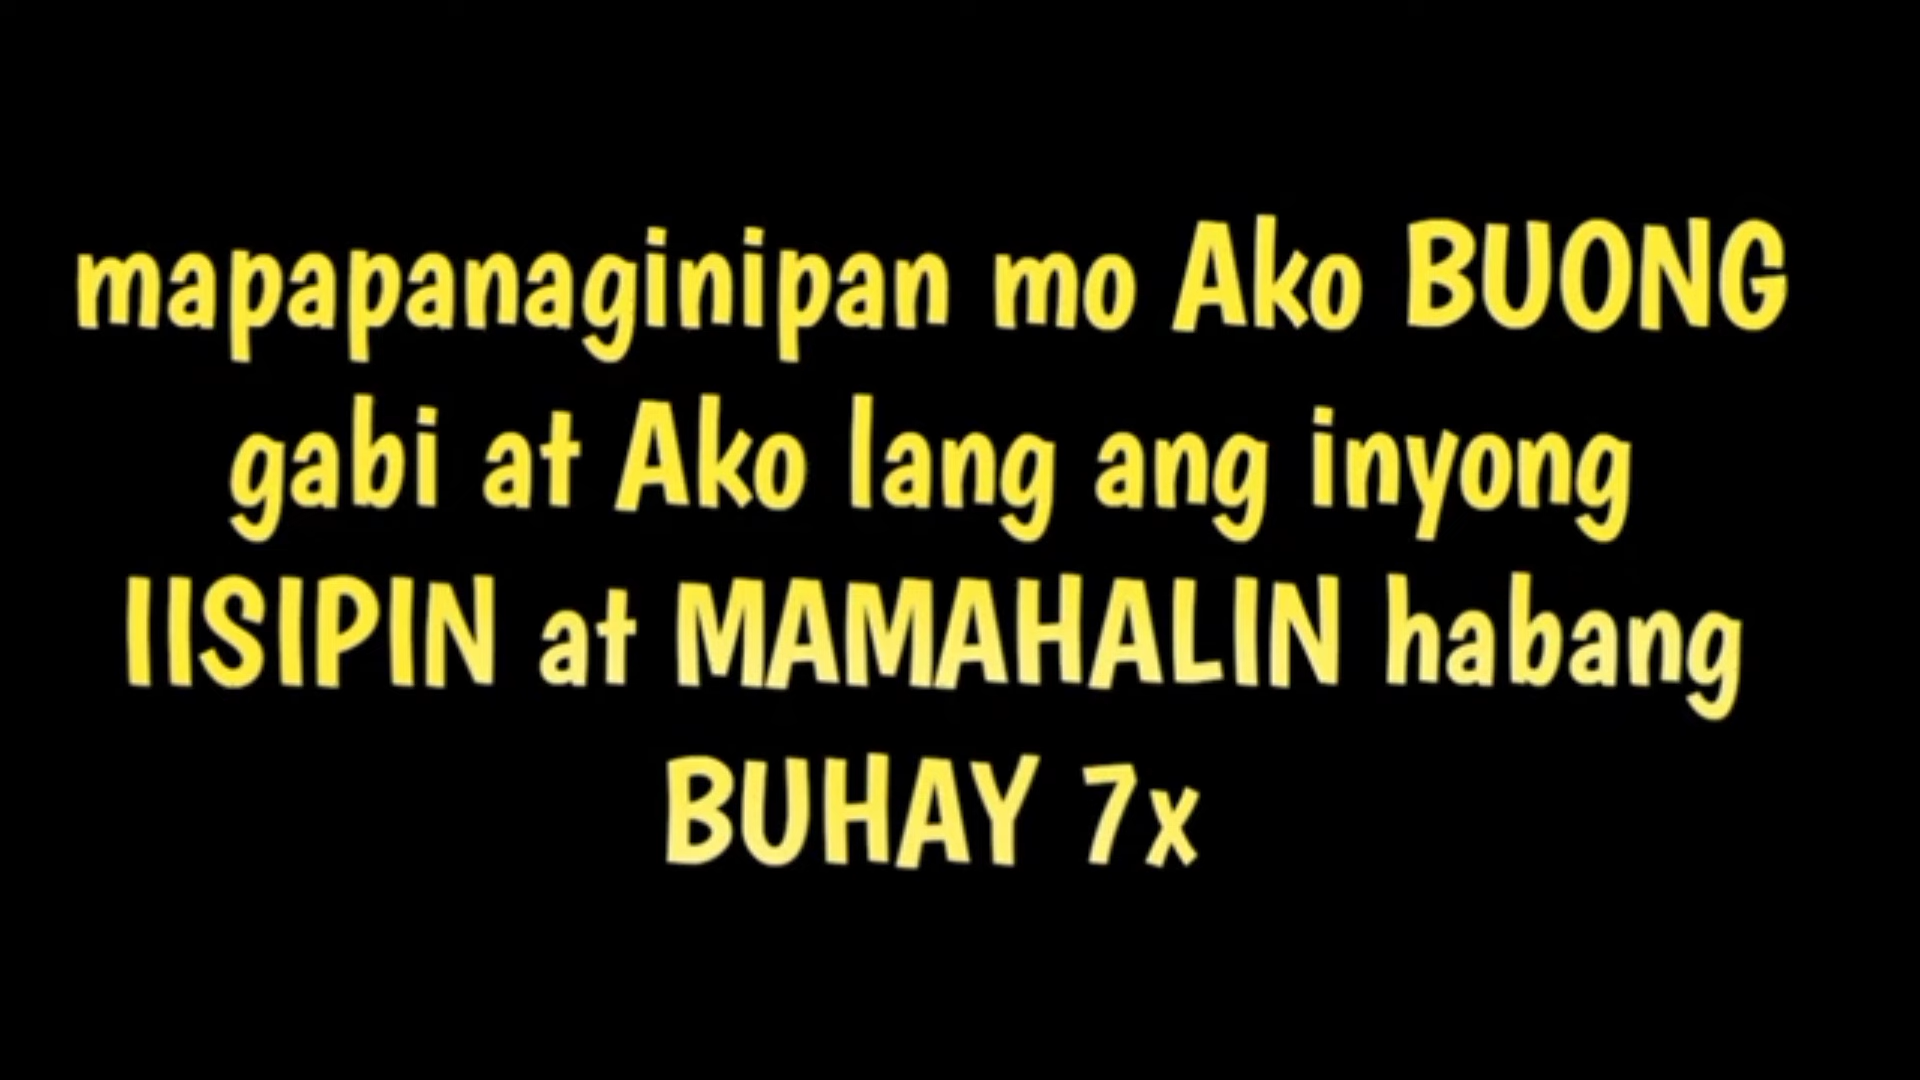 mapapanaginipan mo Ako BUONG
gabi at Ako lang ang inyong
IISIPIN at MAMAHALIN habang
BUHAY 7x